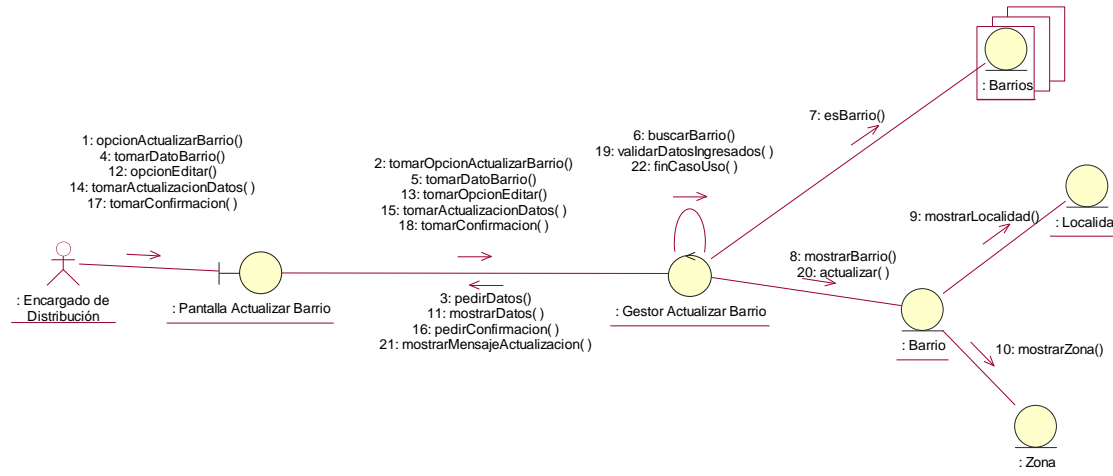 : Barrios
7: esBarrio()
1: opcionActualizarBarrio()
4: tomarDatoBarrio()
12: opcionEditar()
14: tomarActualizacionDatos( )
17: tomarConfirmacion( )
2: tomarOpcionActualizarBarrio()
5: tomarDatoBarrio()
13: tomarOpcionEditar()
15: tomarActualizacionDatos( )
18: tomarConfirmacion( )
6: buscarBarrio()
19: validarDatosIngresados( )
22: finCasoUso( )
9: mostrarLocalidad()
: Localida
8: mostrarBarrio()
20: actualizar( )
: Encargado de
Distribución
: Pantalla Actualizar Barrio
3: pedirDatos()
11: mostrarDatos( )
16: pedirConfirmacion( )
21: mostrarMensajeActualizacion( )
: Gestor Actualizar Barrio
: Barrio
10: mostrarZona()
: Zona